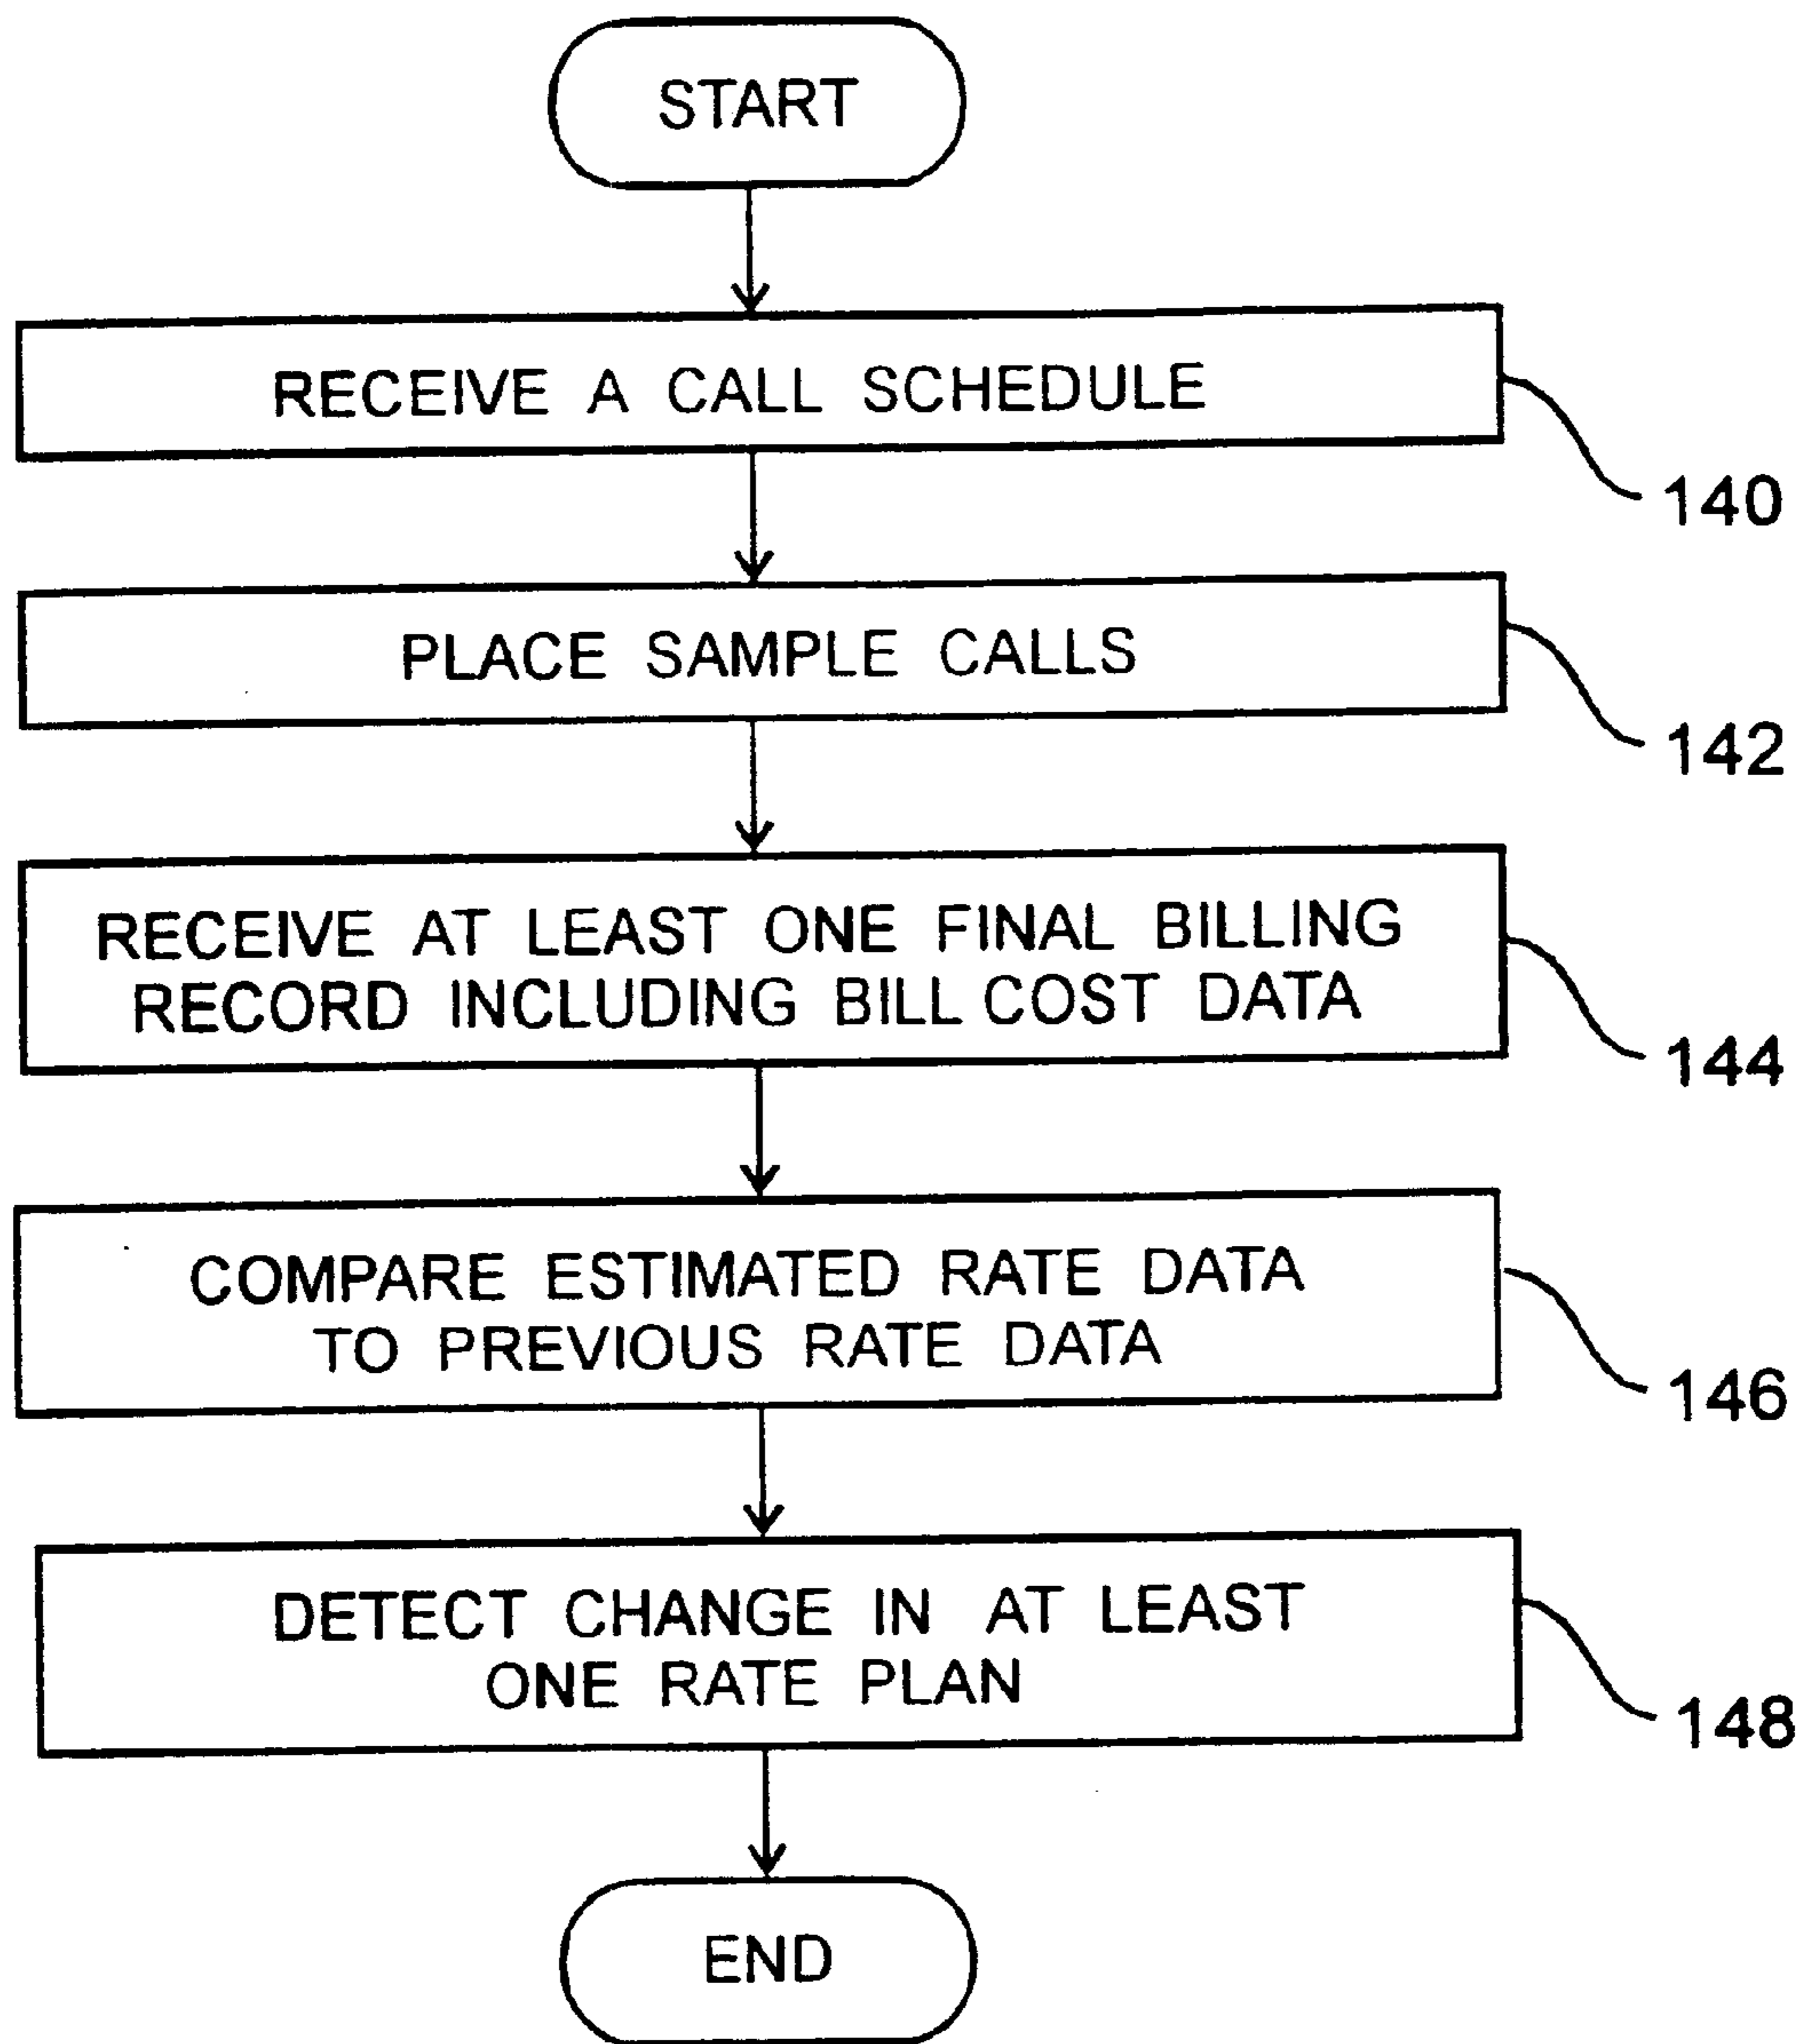 START
RECEIVE A CALL SCHEDULE
140
PLACE SAMPLE CALLS
142
RECEIVE AT LEAST ONE FINAL BILLING
RECORD INCLUDING BILL COST DATA
144
COMPARE ESTIMATED RATE DATA
TO PREVIOUS RATE DATA
146
DETECT CHANGE IN AT LEAST
ONE RATE PLAN
148
END